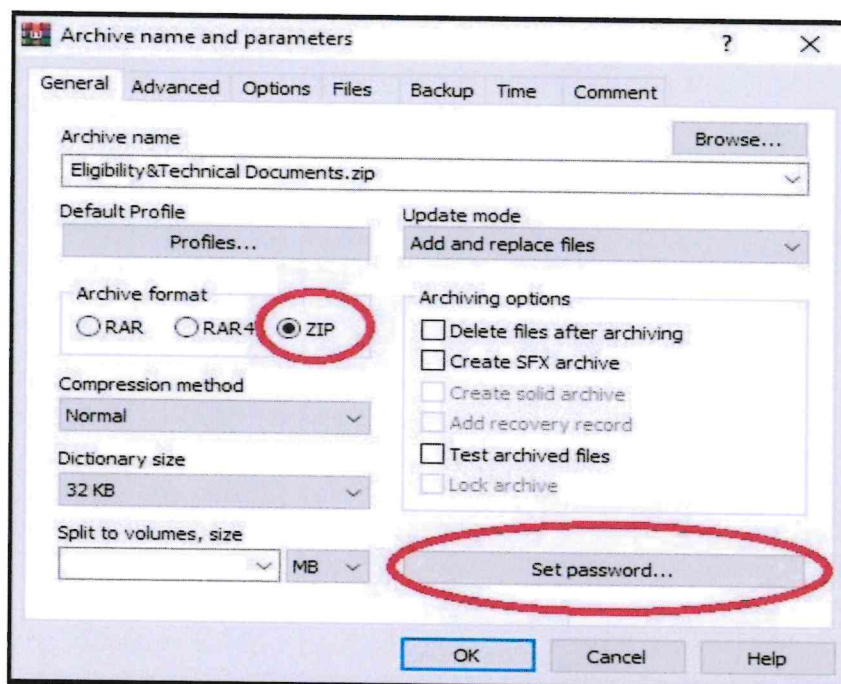 Archive name and parameters ? X
General Advanced Options Files Backup Time Comment
Archive name
Browse...
Eligibility&Technical Documents.zip
Default Profile
Profiles...
Update mode
Add and replace files
Archive format
RAR RAR4 ZIP
Compression method
Normal
Dictionary size
32 KB
Split to volumes, size
MB
Archiving options
Delete files after archiving
Create SFX archive
Create solid archive
Add recovery record
Test archived files
Lock archive
Set password...
OK Cancel Help